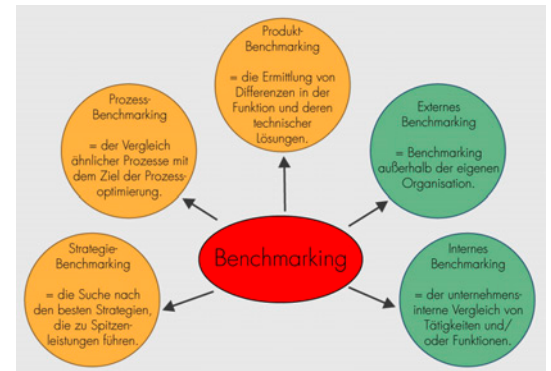 Produkt-
Benchmarking
= die Ermittlung von
Differenzen in der
Funktion und deren
technischer
Lösungen.
Prozess-
Benchmarking
= der Vergleich
ähnlicher Prozesse mit
dem Ziel der Prozess-
optimierung.
Externes
Benchmarking
= Benchmarking
außerhalb der eigenen
Organisation.
Benchmarking
Strategie-
Benchmarking
= die Suche nach
den besten Strategien,
die zu Spitzen-
leistungen führen.
Internes
Benchmarking
= der unternehmens-
interne Vergleich von
Tätigkeiten und/
oder Funktionen.